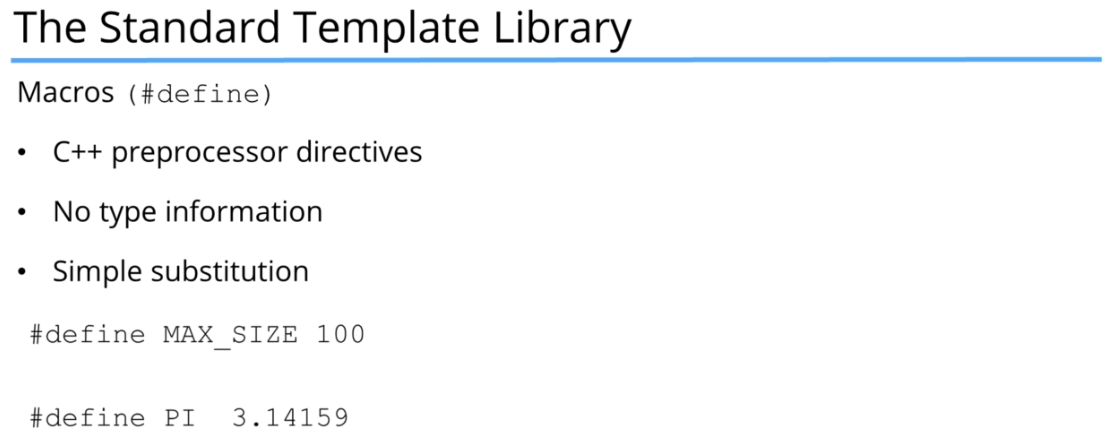 The Standard Template Library
Macros (#define)
• C++ preprocessor directives
• No type information
• Simple substitution
#define MAX_SIZE 100
#define PI  3.14159